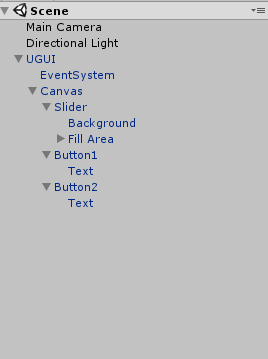 Scene
Main Camera
Directional Light
UGUI
EventSystem
Canvas
Slider
Background
Fill Area
Button1
Text
Button2
Text